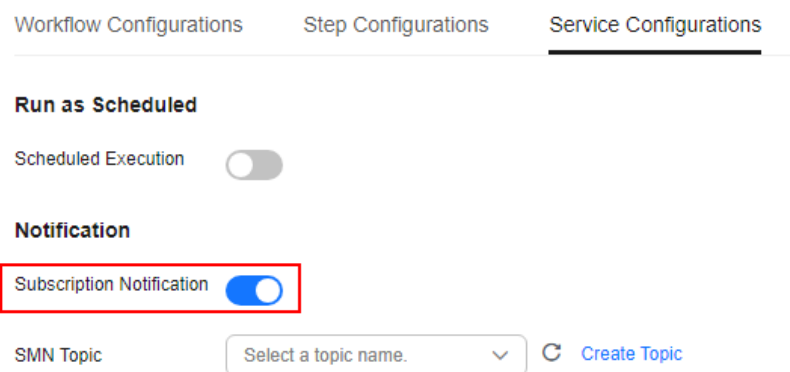 Workflow Configurations Step Configurations Service Configurations
Run as Scheduled
Scheduled Execution
Notification
Subscription Notification
SMN Topic Select a topic name. Create Topic